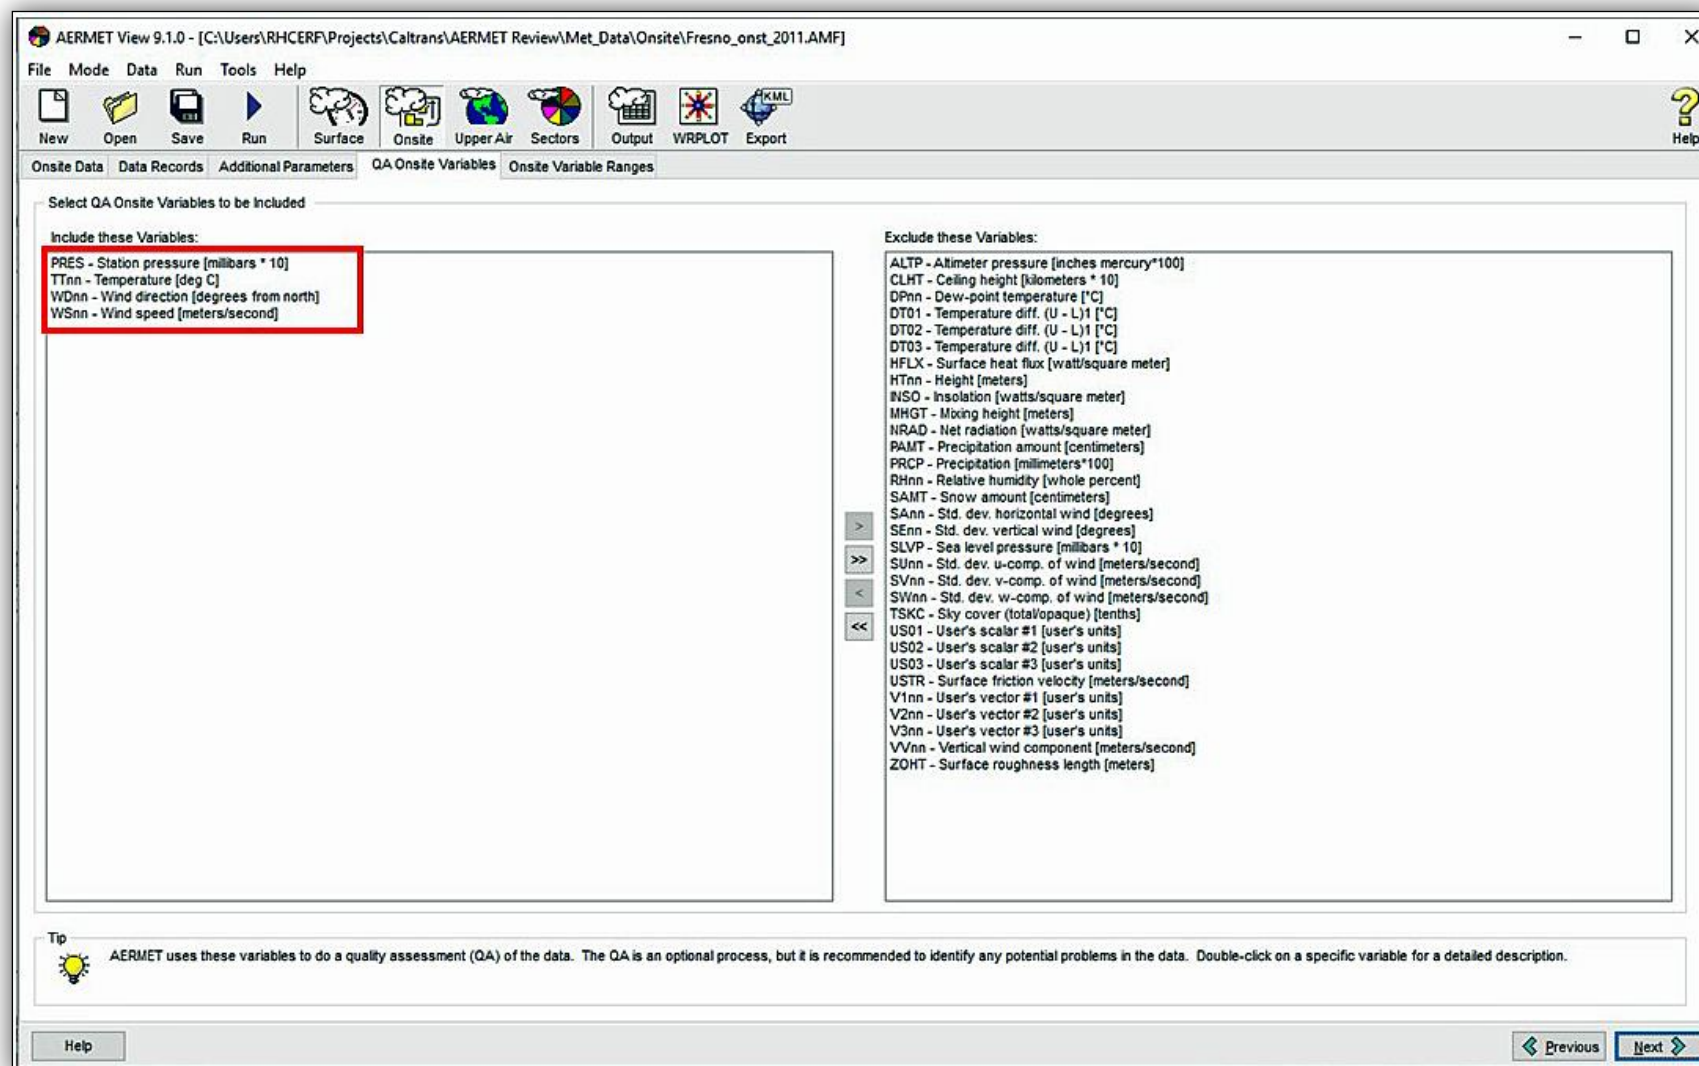 AERMET View 9.1.0 - [C:\Users\RHCERF\Projects\Caltrans\AERMET Review\Met_Data\Onsite\Fresno_onst_2011.AMF]
File Mode Data Run Tools Help
KML
New Open Save Run Surface Onsite Upper Air Sectors Output WRPLOT Export Help
Onsite Data Data Records Additional Parameters QA Onsite Variables Onsite Variable Ranges
Select QA Onsite Variables to be Included
Include these Variables:
PRES - Station pressure [millibars * 10]
TTnn - Temperature [deg C]
WDnn - Wind direction [degrees from north]
WSnn - Wind speed [meters/second]
>
>>
<
<<
Exclude these Variables:
ALTP - Altimeter pressure [inches mercury*100]
CLHT - Ceiling height [kilometers * 10]
DPnn - Dew-point temperature [°C]
DT01 - Temperature diff. (U - L)1 [°C]
DT02 - Temperature diff. (U - L)1 [°C]
DT03 - Temperature diff. (U - L)1 [°C]
HFLX - Surface heat flux [watt/square meter]
HTnn - Height [meters]
INSO - Insolation [watts/square meter]
MHGT - Mixing height [meters]
NRAD - Net radiation [watts/square meter]
PAMT - Precipitation amount [centimeters]
PRCP - Precipitation [millimeters*100]
RHnn - Relative humidity [whole percent]
SAMT - Snow amount [centimeters]
SAnn - Std. dev. horizontal wind [degrees]
SEnn - Std. dev. vertical wind [degrees]
SLVP - Sea level pressure [millibars * 10]
SUnn - Std. dev. u-comp. of wind [meters/second]
SVnn - Std. dev. v-comp. of wind [meters/second]
SWnn - Std. dev. w-comp. of wind [meters/second]
TSKC - Sky cover (total/opaque) [tenths]
US01 - User's scalar #1 [user's units]
US02 - User's scalar #2 [user's units]
US03 - User's scalar #3 [user's units]
USTR - Surface friction velocity [meters/second]
V1nn - User's vector #1 [user's units]
V2nn - User's vector #2 [user's units]
V3nn - User's vector #3 [user's units]
VVnn - Vertical wind component [meters/second]
ZOHT - Surface roughness length [meters]
Tip
AERMET uses these variables to do a quality assessment (QA) of the data. The QA is an optional process, but it is recommended to identify any potential problems in the data. Double-click on a specific variable for a detailed description.
Help Previous Next